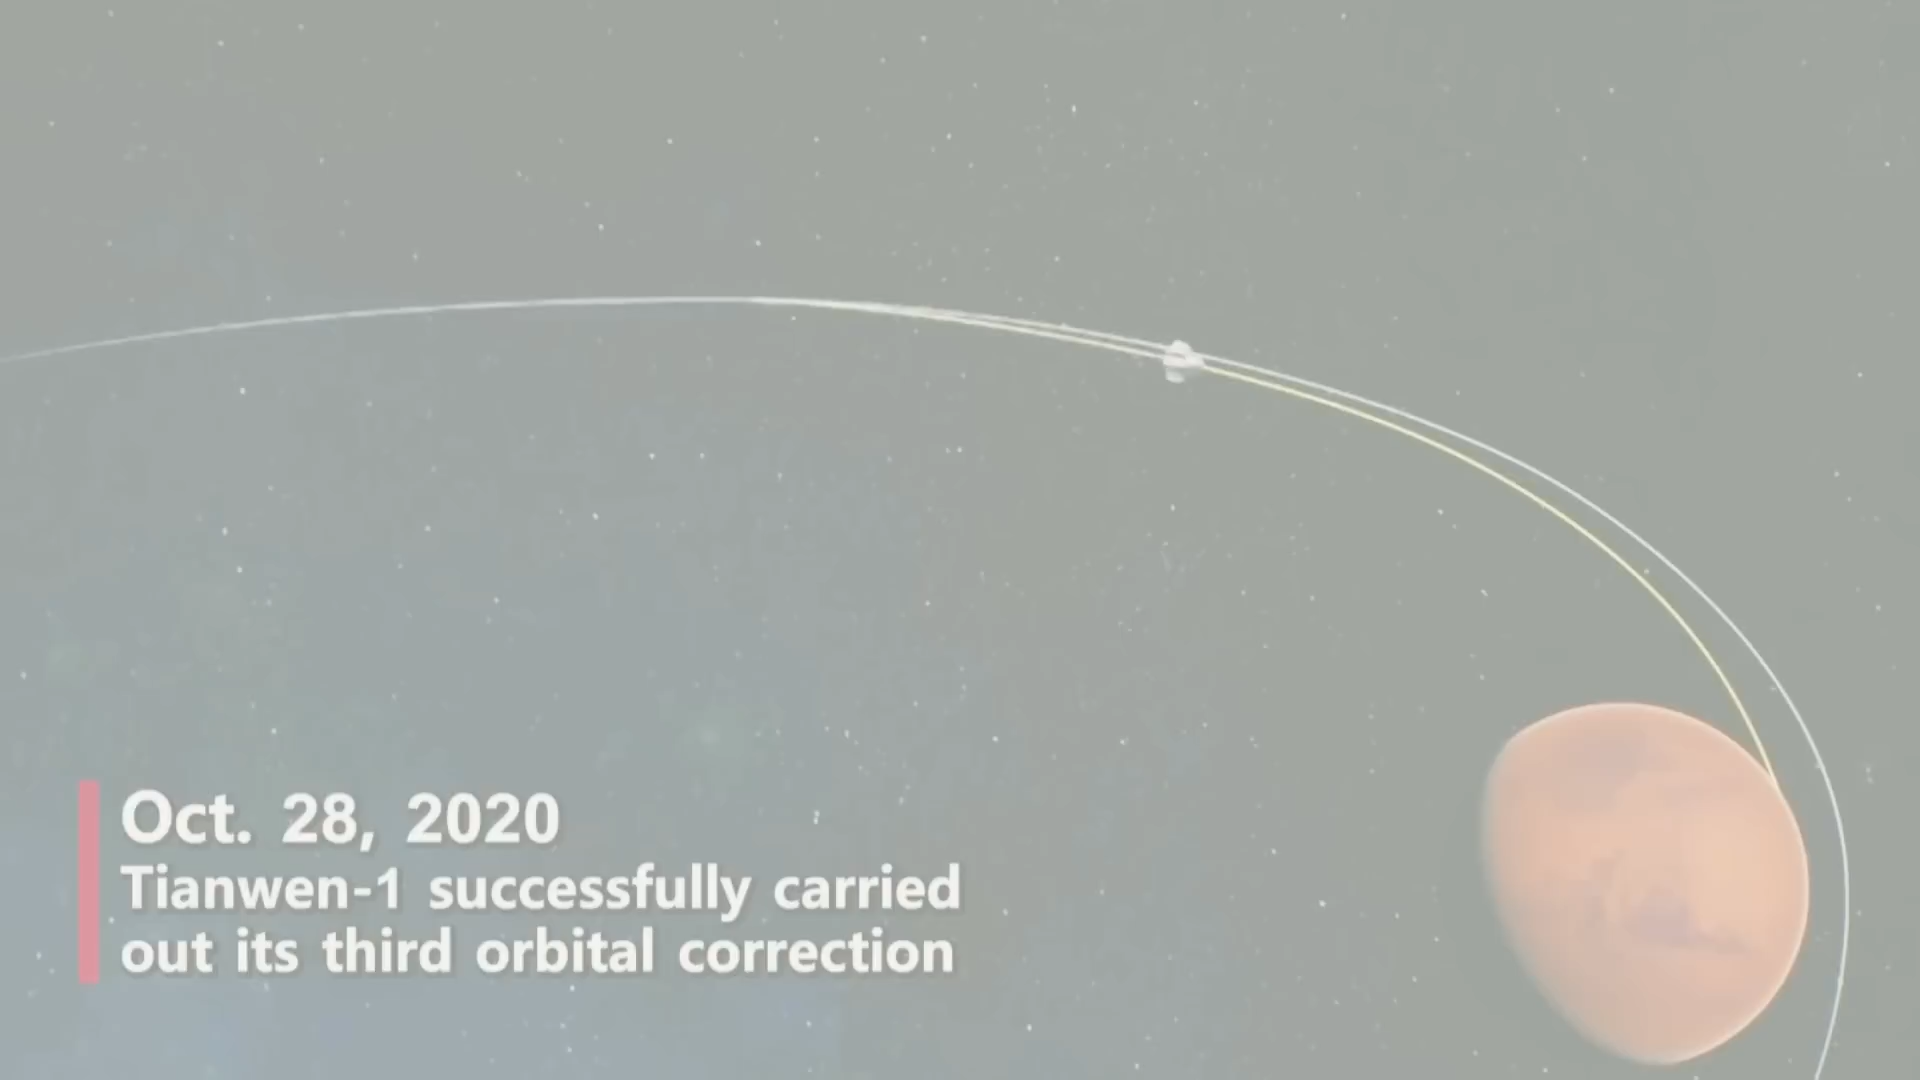 Oct. 28, 2020
Tianwen-1 successfully carried
out its third orbital correction